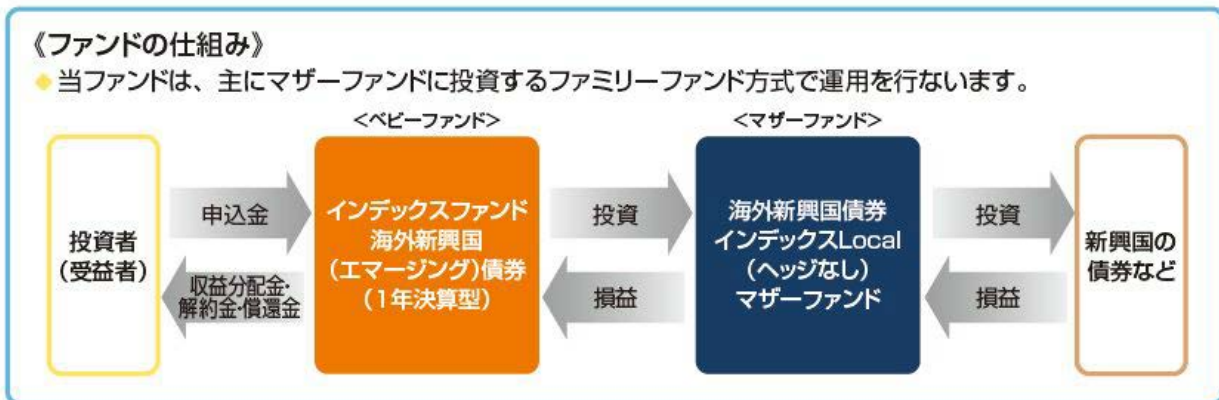 《ファンドの仕組み》
◆当ファンドは、主にマザーファンドに投資するファミリーファンド方式で運用を行ないます。
<ベビーファンド>
<マザーファンド>
投資者
(受益者)
申込金
収益分配金・
解約金・償還金
インデックスファンド
海外新興国
(エマージング)債券
(1年決算型)
投資
損益
海外新興国債券
インデックスLocal
(ヘッジなし)
マザーファンド
投資
損益
新興国の
債券など